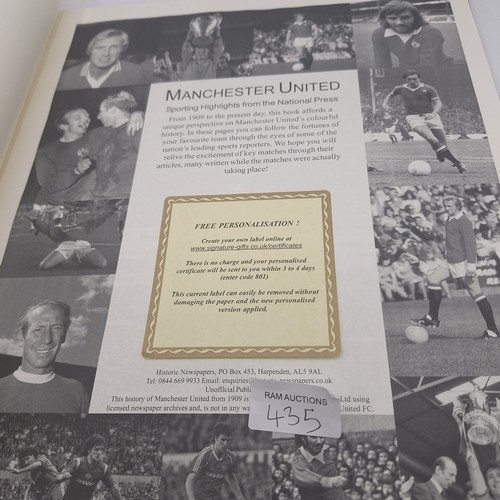 MANCHESTER UNITED
Sporting Highlights from the National Press
From 1909 to the present day, this book affords a
unique perspective on Manchester United's colourful
history. In these pages you can follow the fortunes of
your favourite team through the eyes of some of the
nation's leading sports reporters. We hope you will
relive the excitement of key matches through their
articles, many written while the matches were actually
taking place!
FREE PERSONALISATION !
Create your own label online at
www.signature-gifts.co.uk/certificates
There is no charge and your personalised
certificate will be sent to you within 3 to 4 days
(enter code 801)
This current label can easily be removed without
damaging the paper and the new personalised
version applied.
Historic Newspapers, PO Box 453, Harpenden, AL5 9AL
Tel: 0844 669 9933 Email: enquiries
Unofficial
This history of Manchester United from 1909 is Ltd using
licensed newspaper archives and, is not in any United FC.
RAM AUCTIONS
435